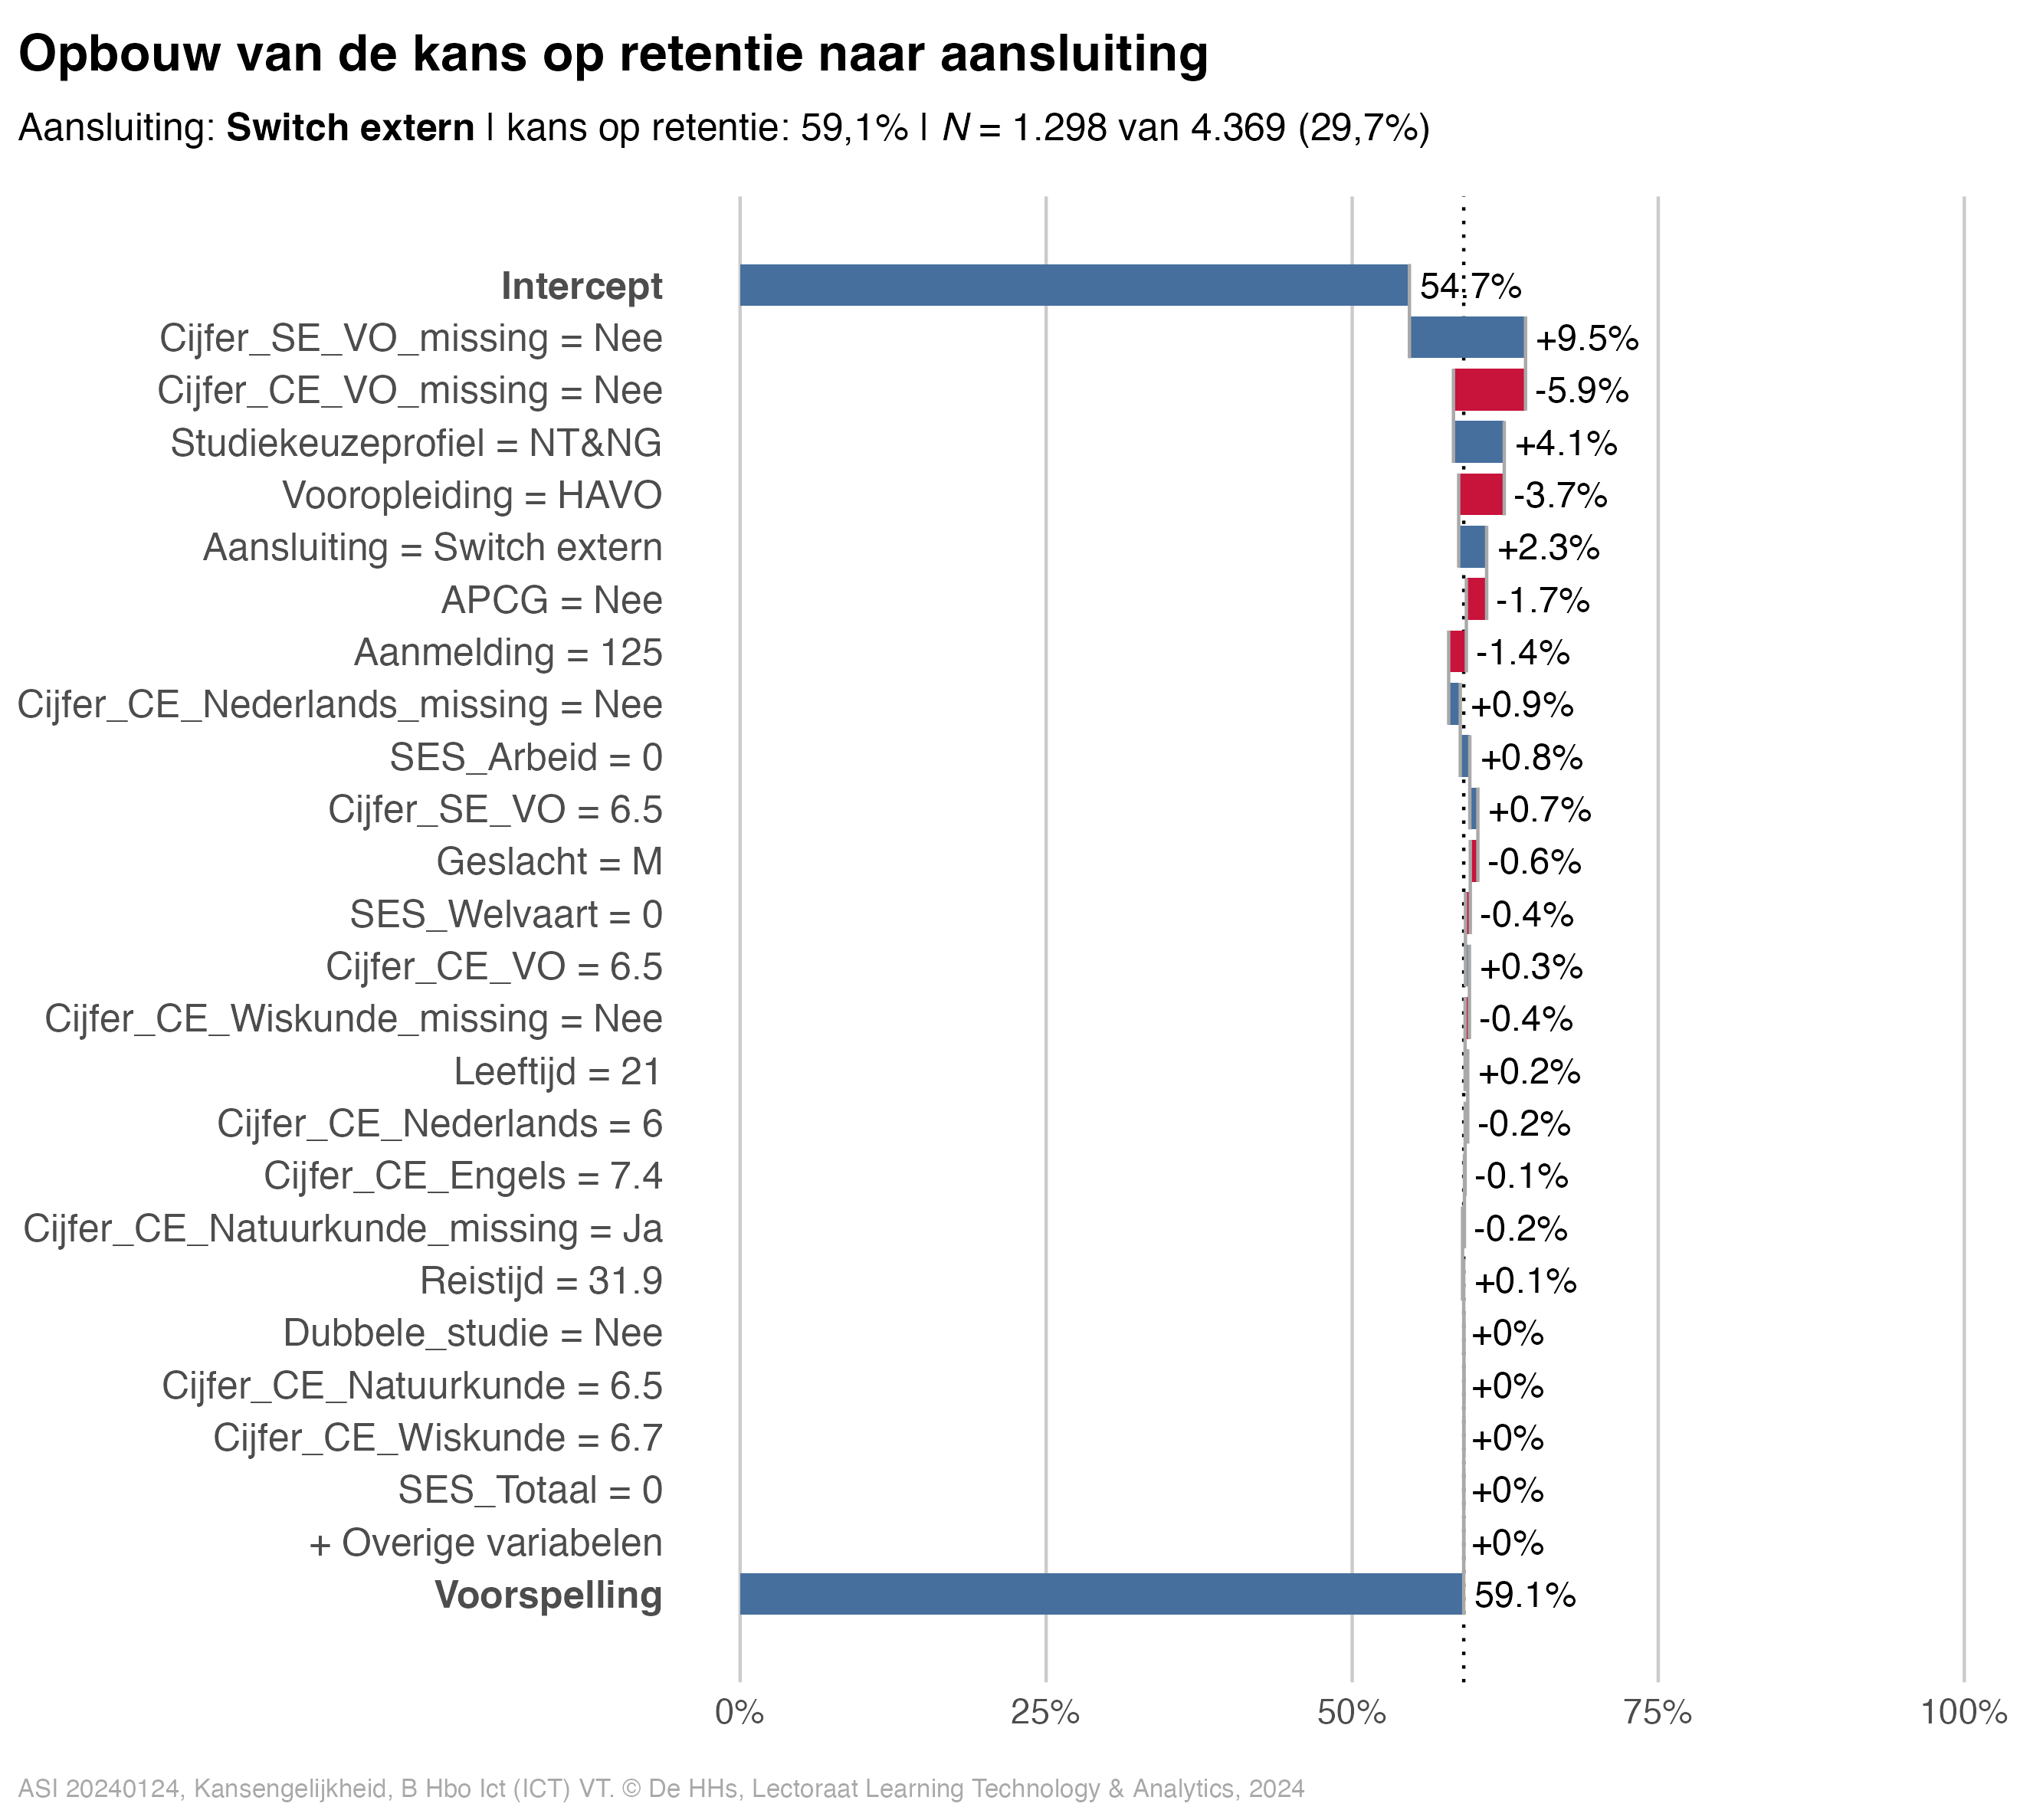 Opbouw van de kans op retentie naar aansluiting
Aansluiting: Switch extern | kans op retentie: 59,1% | N = 1.298 van 4.369 (29,7%)
Intercept 54.7%
Cijfer_SE_VO_missing = Nee +9.5%
Cijfer_CE_VO_missing = Nee -5.9%
Studiekeuzeprofiel = NT&NG +4.1%
Vooropleiding = HAVO -3.7%
Aansluiting = Switch extern +2.3%
APCG = Nee -1.7%
Aanmelding = 125 -1.4%
Cijfer_CE_Nederlands_missing = Nee +0.9%
SES_Arbeid = 0 +0.8%
Cijfer_SE_VO = 6.5 +0.7%
Geslacht = M -0.6%
SES_Welvaart = 0 -0.4%
Cijfer_CE_VO = 6.5 +0.3%
Cijfer_CE_Wiskunde_missing = Nee -0.4%
Leeftijd = 21 +0.2%
Cijfer_CE_Nederlands = 6 -0.2%
Cijfer_CE_Engels = 7.4 -0.1%
Cijfer_CE_Natuurkunde_missing = Ja -0.2%
Reistijd = 31.9 +0.1%
Dubbele_studie = Nee +0%
Cijfer_CE_Natuurkunde = 6.5 +0%
Cijfer_CE_Wiskunde = 6.7 +0%
SES_Totaal = 0 +0%
+ Overige variabelen +0%
Voorspelling 59.1%
0% 25% 50% 75% 100%
ASI 20240124, Kansengelijkheid, B Hbo Ict (ICT) VT. © De HHs, Lectoraat Learning Technology & Analytics, 2024